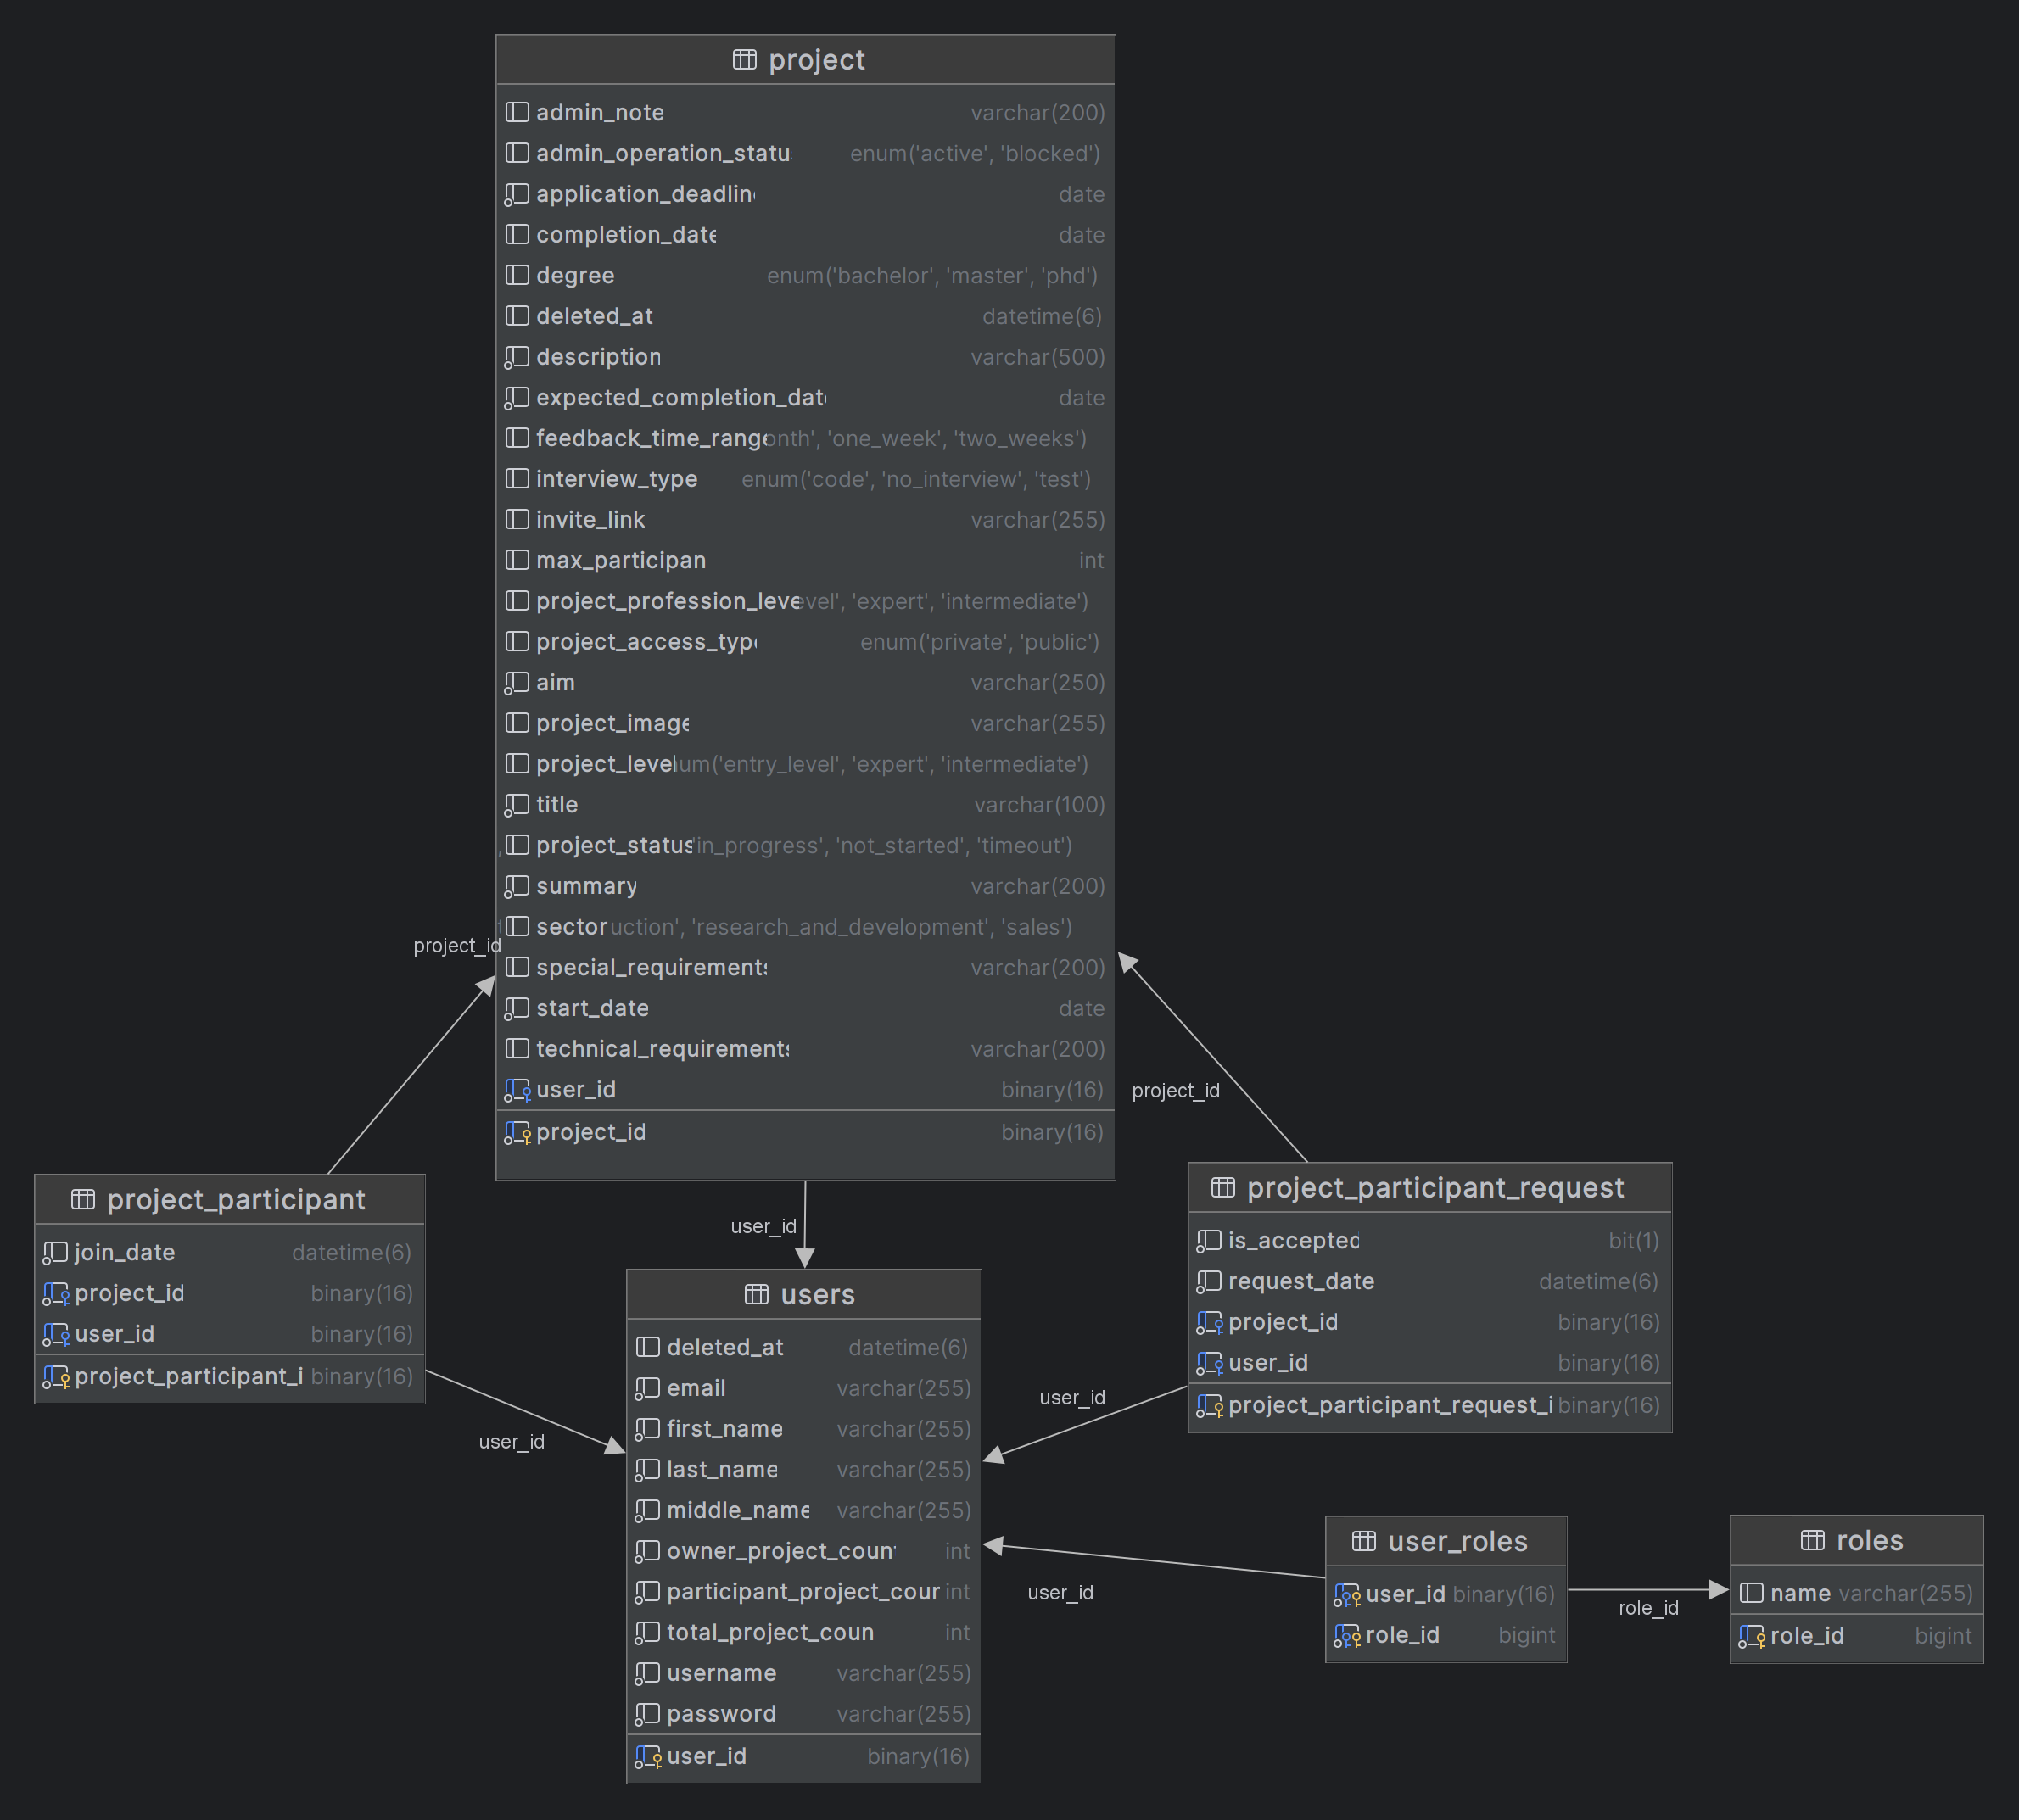 project
admin_note varchar(200)
admin_operation_statu enum('active', 'blocked')
application_deadlin date
completion_date date
degree enum('bachelor', 'master', 'phd')
deleted_at datetime(6)
description varchar(500)
expected_completion_dat date
feedback_time_range onth', 'one_week', 'two_weeks')
interview_type enum('code', 'no_interview', 'test')
invite_link varchar(255)
max_participan int
project_profession_leve evel', 'expert', 'intermediate')
project_access_type enum('private', 'public')
aim varchar(250)
project_image varchar(255)
project_level um('entry_level', 'expert', 'intermediate')
title varchar(100)
project_status 'in_progress', 'not_started', 'timeout')
summary varchar(200)
sector uction', 'research_and_development', 'sales')
special_requirements varchar(200)
start_date date
technical_requirements varchar(200)
user_id binary(16)
project_id binary(16)
project_id
project_id
user_id
project_participant
join_date datetime(6)
project_id binary(16)
user_id binary(16)
project_participant_i binary(16)
user_id
users
deleted_at datetime(6)
email varchar(255)
first_name varchar(255)
last_name varchar(255)
middle_name varchar(255)
owner_project_coun int
participant_project_cour int
total_project_coun int
username varchar(255)
password varchar(255)
user_id binary(16)
project_participant_request
is_accepted bit(1)
request_date datetime(6)
project_id binary(16)
user_id binary(16)
project_participant_request_i binary(16)
user_id
user_id
user_roles
user_id binary(16)
role_id bigint
role_id
roles
name varchar(255)
role_id bigint